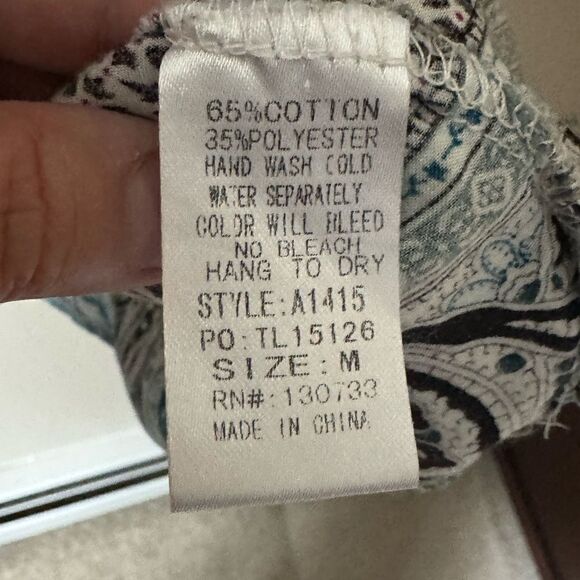 65%COTTON
35%POLYESTER
HAND WASH COLD
WATER SEPARATELY
COLOR WILL BLEED
NO BLEACH
HANG TO DRY
STYLE:A1415
PO:TL15126
SIZE:M
RN#:130733
MADE IN CHINA